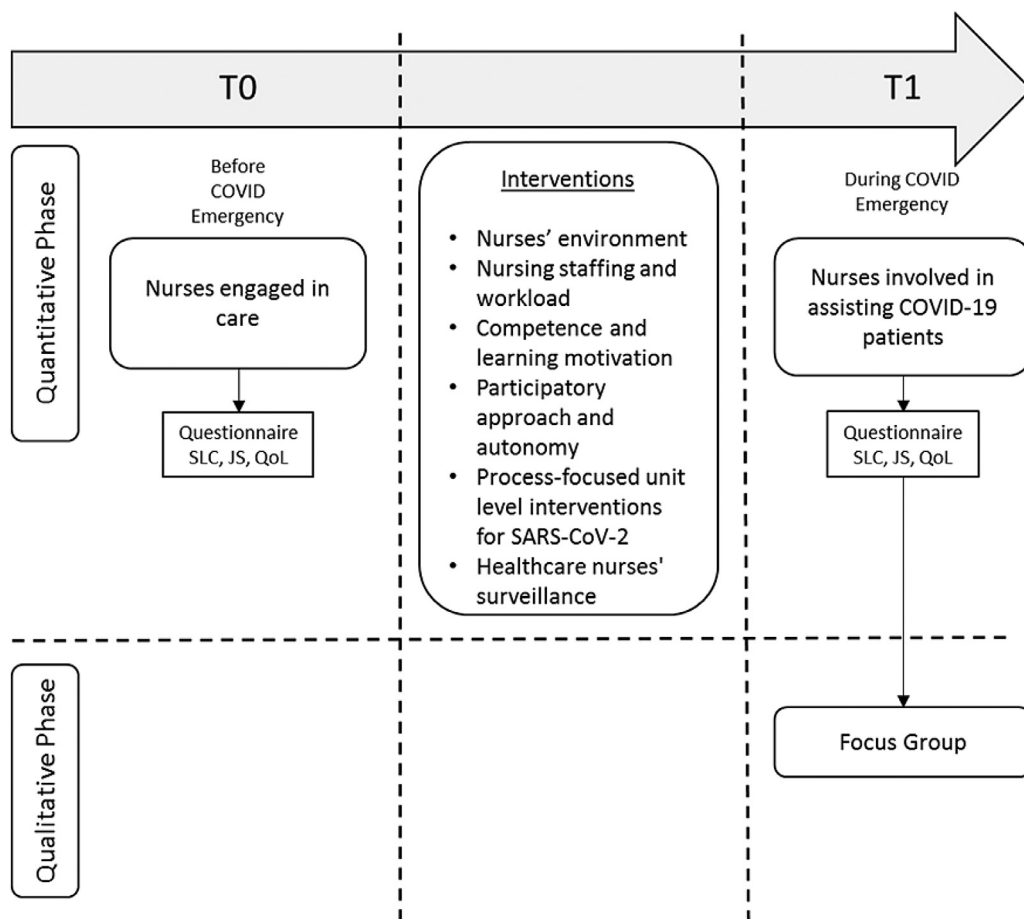 T0
T1
Quantitative Phase
Before
COVID
Emergency
Nurses engaged in
care
Questionnaire
SLC, JS, QoL
Interventions
• Nurses’ environment
• Nursing staffing and
workload
• Competence and
learning motivation
• Participatory
approach and
autonomy
• Process-focused unit
level interventions
for SARS-CoV-2
• Healthcare nurses'
surveillance
During COVID
Emergency
Nurses involved in
assisting COVID-19
patients
Questionnaire
SLC, JS, QoL
Qualitative Phase
Focus Group